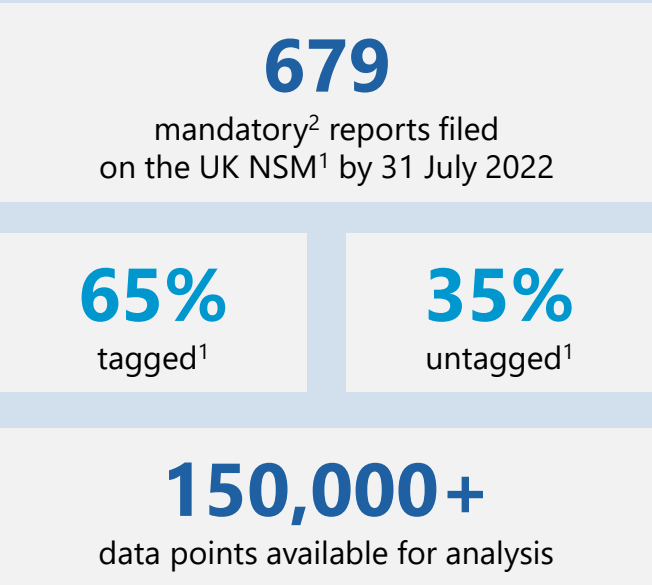 679
mandatory² reports filed
on the UK NSM¹ by 31 July 2022
65%
tagged¹
35%
untagged¹
150,000+
data points available for analysis